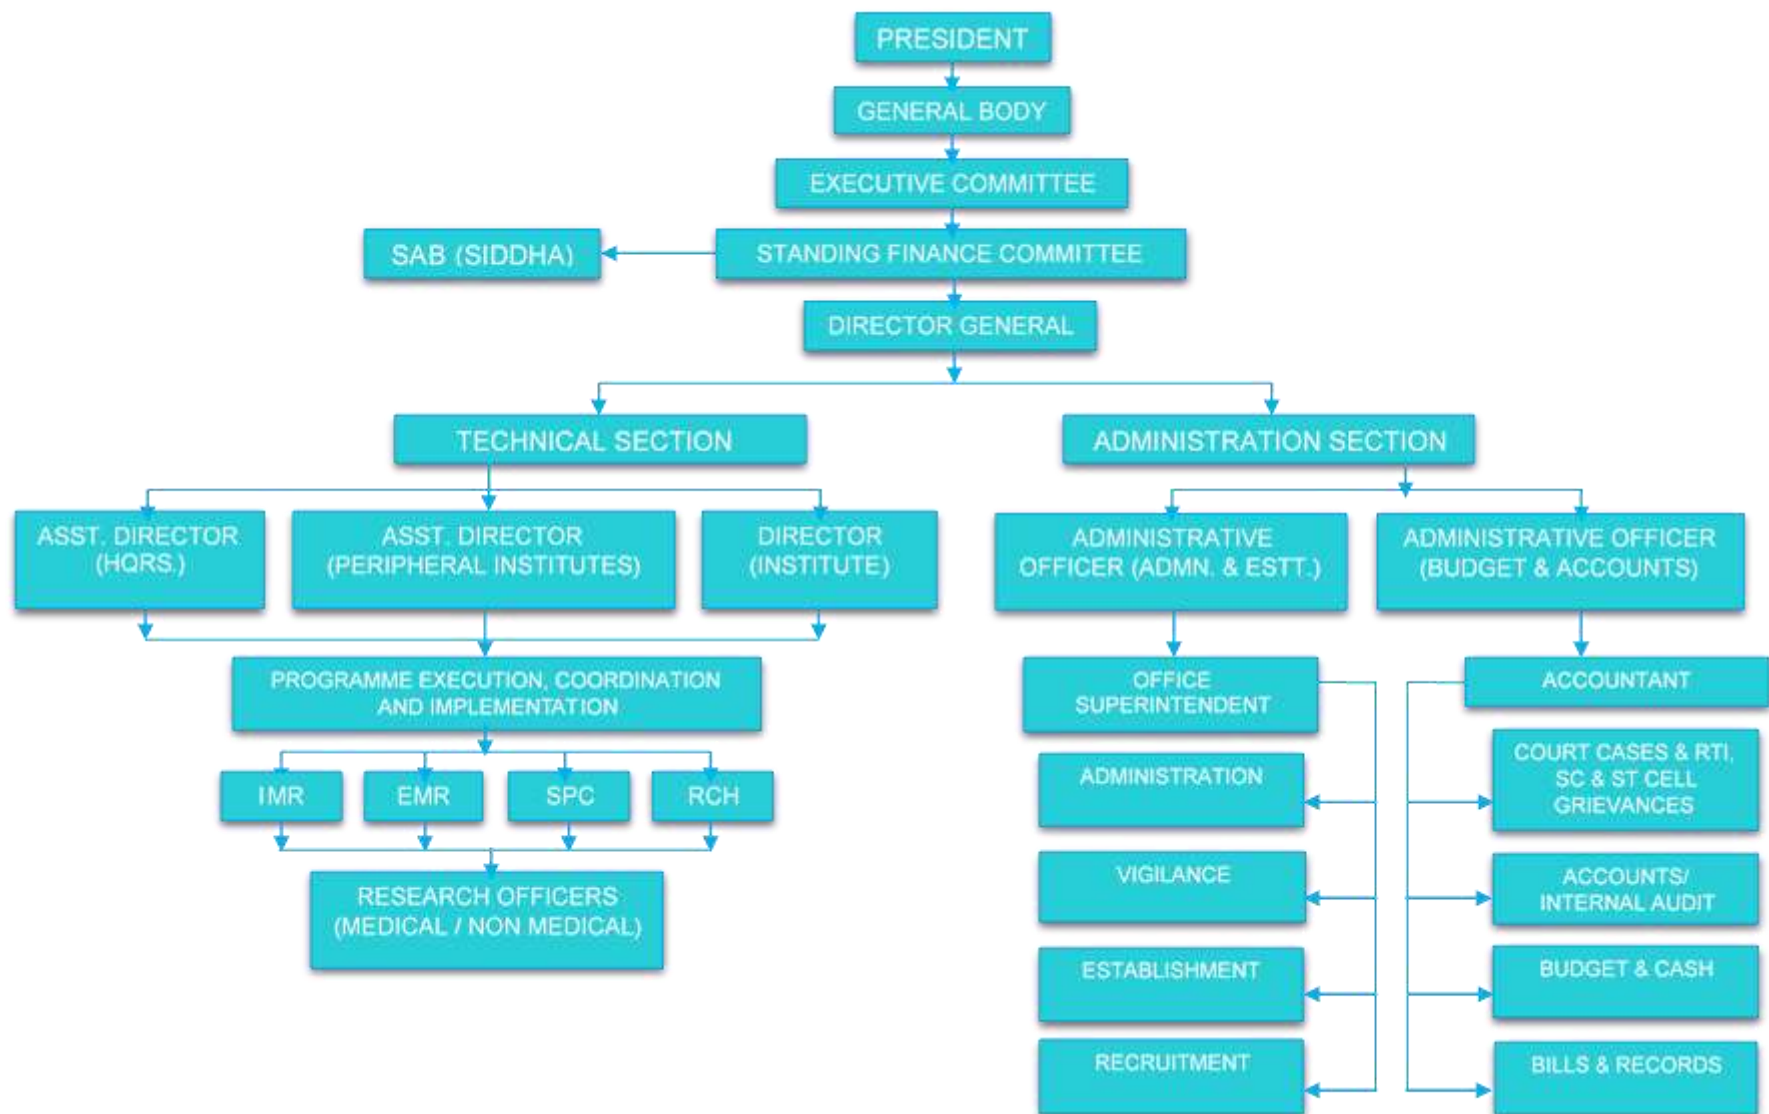 PRESIDENT
GENERAL BODY
EXECUTIVE COMMITTEE
SAB (SIDDHA)
STANDING FINANCE COMMITTEE
DIRECTOR GENERAL
TECHNICAL SECTION
ADMINISTRATION SECTION
ASST. DIRECTOR
(HQRS.)
ASST. DIRECTOR
(PERIPHERAL INSTITUTES)
DIRECTOR
(INSTITUTE)
ADMINISTRATIVE
OFFICER (ADMN. & ESTT.)
ADMINISTRATIVE OFFICER
(BUDGET & ACCOUNTS)
PROGRAMME EXECUTION, COORDINATION
AND IMPLEMENTATION
OFFICE
SUPERINTENDENT
ACCOUNTANT
IMR
EMR
SPC
RCH
ADMINISTRATION
COURT CASES & RTI,
SC & ST CELL
GRIEVANCES
RESEARCH OFFICERS
(MEDICAL / NON MEDICAL)
VIGILANCE
ACCOUNTS/
INTERNAL AUDIT
ESTABLISHMENT
BUDGET & CASH
RECRUITMENT
BILLS & RECORDS